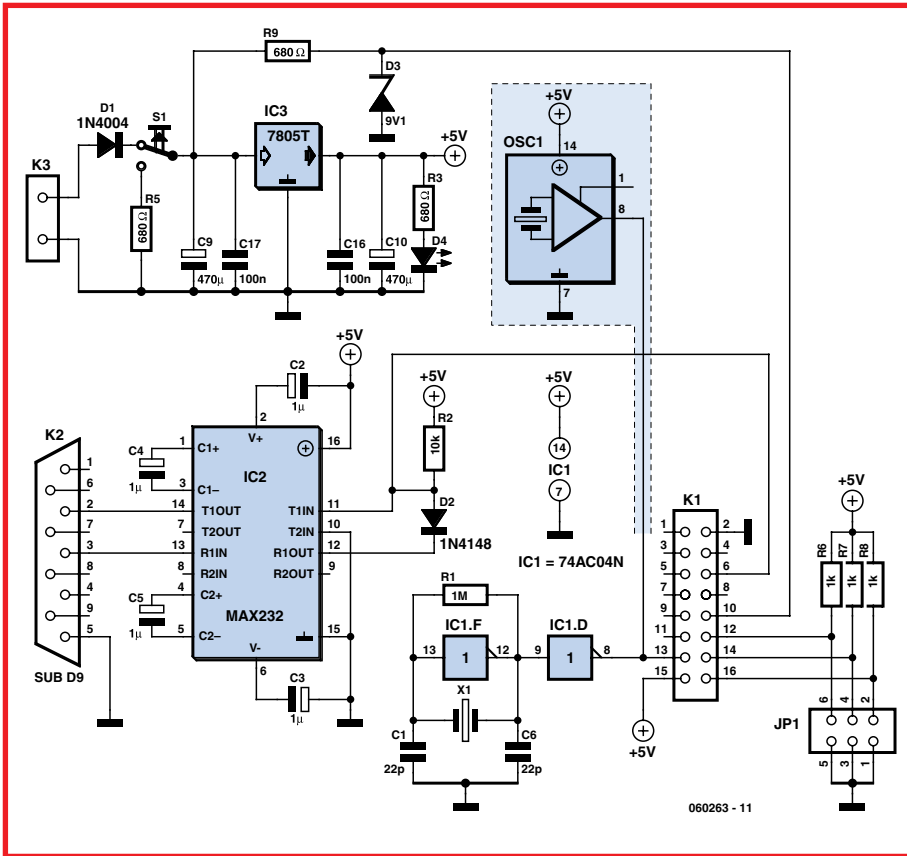 R9
680 Ω
D3
9V1
D1
1N4004
S1
IC3
7805T
+5V
K3
R5
680 Ω
C9
470µ
C17
100n
C16
100n
C10
470µ
R3
680 Ω
D4
+5V
OSC1
14
1
8
7
+5V
C2
1µ
K2
1
6
2
7
3
8
4
9
5
SUB D9
C4
1µ
C5
1µ
2
V+
1
C1+
16
IC2
3
C1–
14
T1OUT
T1IN
11
7
T2OUT
T2IN
10
13
R1IN
R1OUT
12
8
R2IN
R2OUT
9
4
C2+
MAX232
5
C2–
15
V-
6
C3
1µ
+5V
R2
10k
D2
1N4148
+5V
14
IC1
7
IC1 = 74AC04N
R1
1M
IC1.F
13
1
12
IC1.D
9
1
8
X1
C1
22p
C6
22p
K1
1
2
3
4
5
6
7
8
9
10
11
12
13
14
15
16
+5V
+5V
R6
R7
R8
1k
1k
1k
6
4
2
JP1
5
3
1
060263 - 11